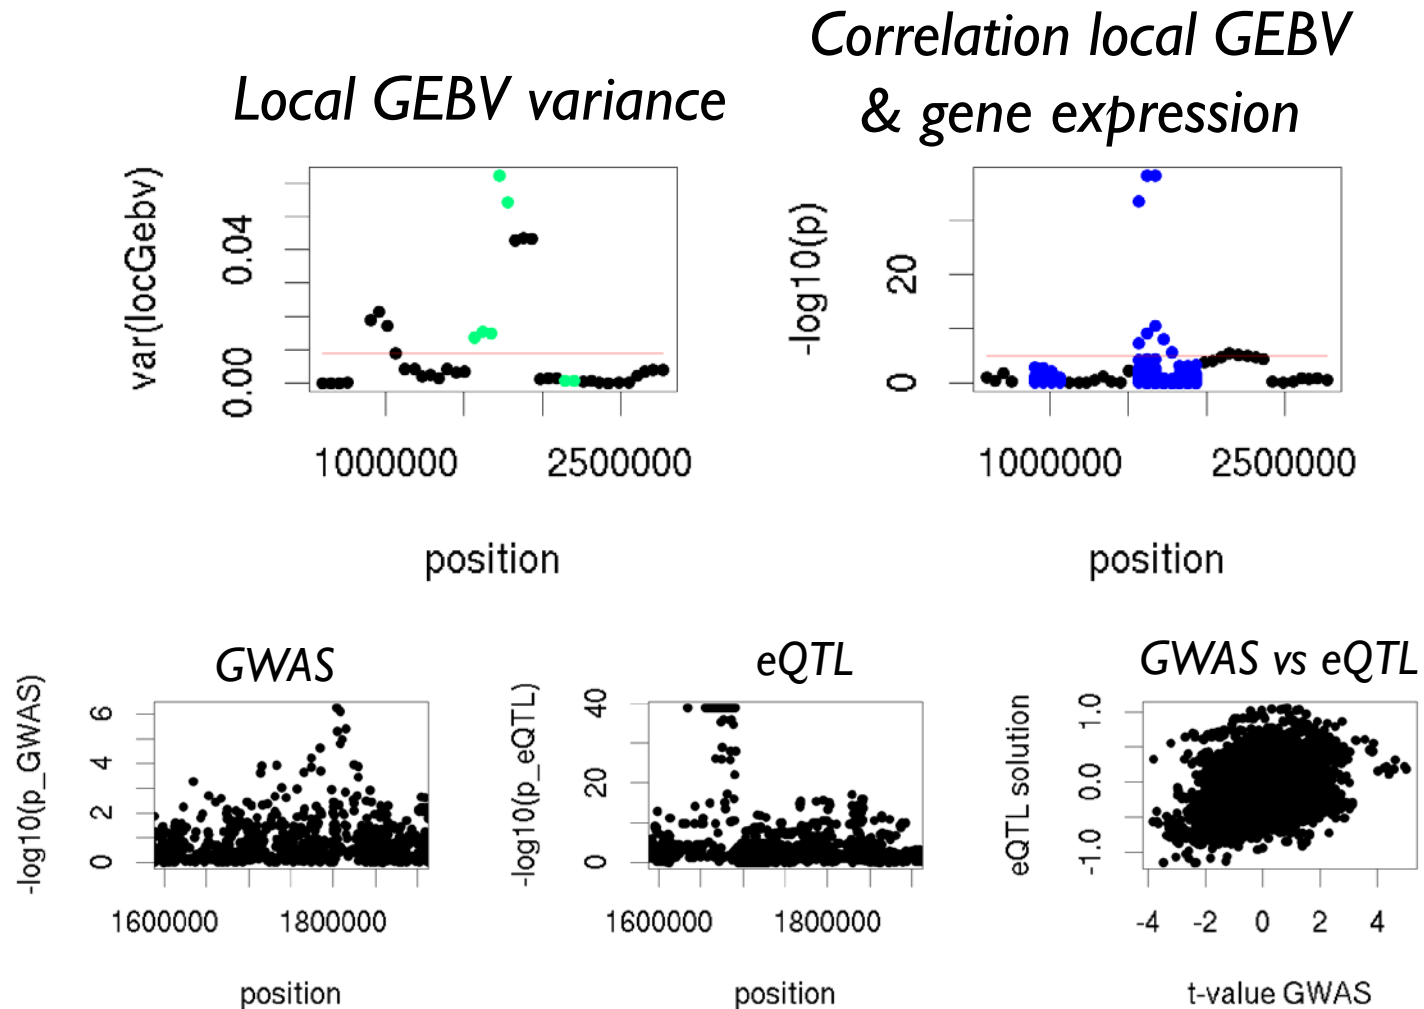 Correlation local GEBV
& gene expression
Local GEBV variance
var(locGebv)
0.04
0.00
1000000
2500000
position
-log10(p)
20
0
1000000
2500000
position
GWAS
-log10(p_GWAS)
6
4
2
0
1600000
1800000
position
eQTL
-log10(p_eQTL)
40
20
0
1600000
1800000
position
GWAS vs eQTL
eQTL solution
1.0
0.0
-1.0
-4 -2 0 2 4
t-value GWAS